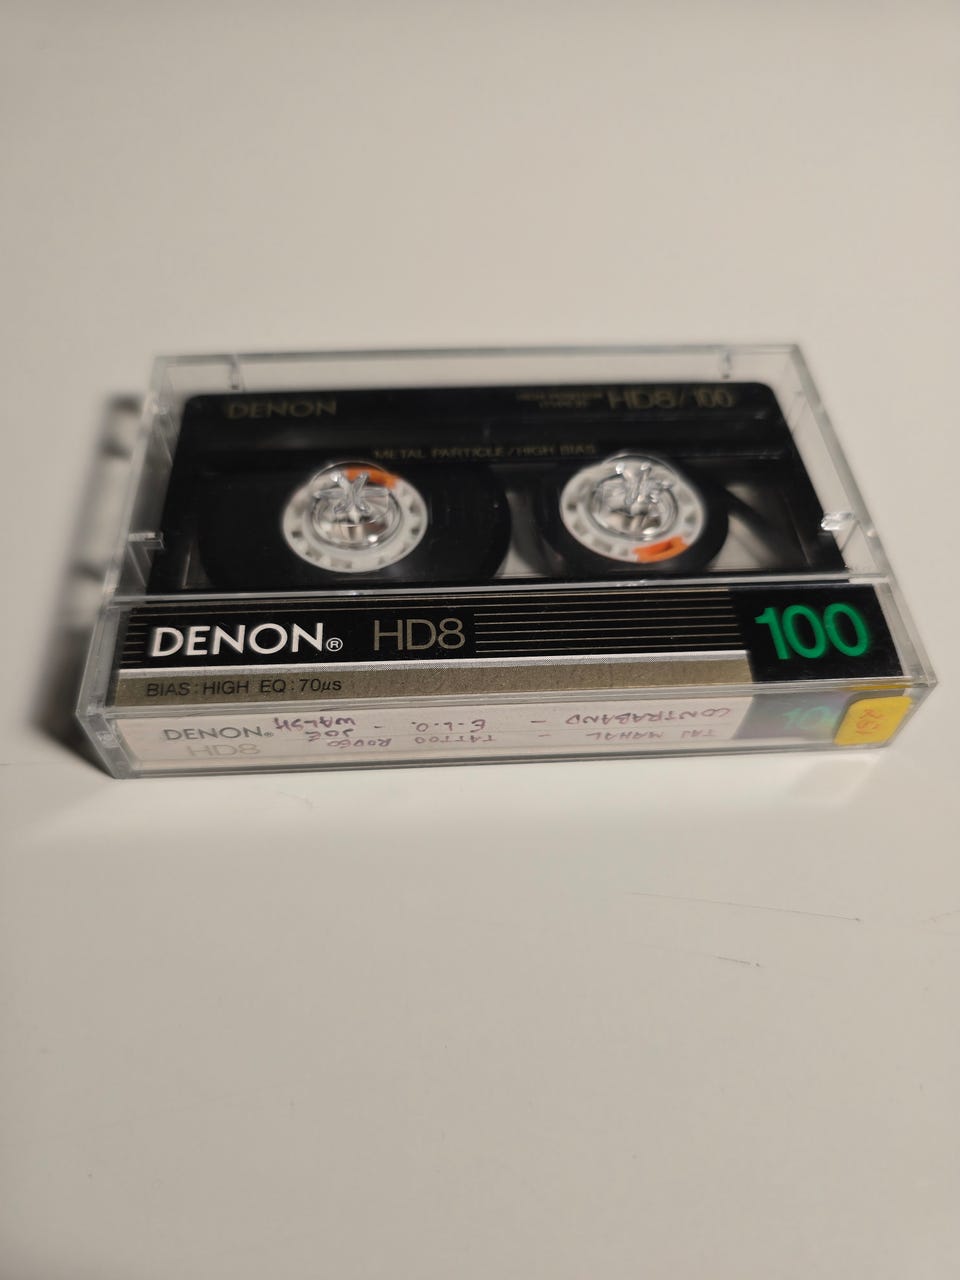 DENON
HD8/100
METAL PARTICLE/HIGH BIAS
DENON® HD8
100
BIAS:HIGH EQ:70µs
DENON®
HD8
TAJ MAHAL - TATTOO RODEO JOE
CONTRABAND - E.L.O. - WALSH